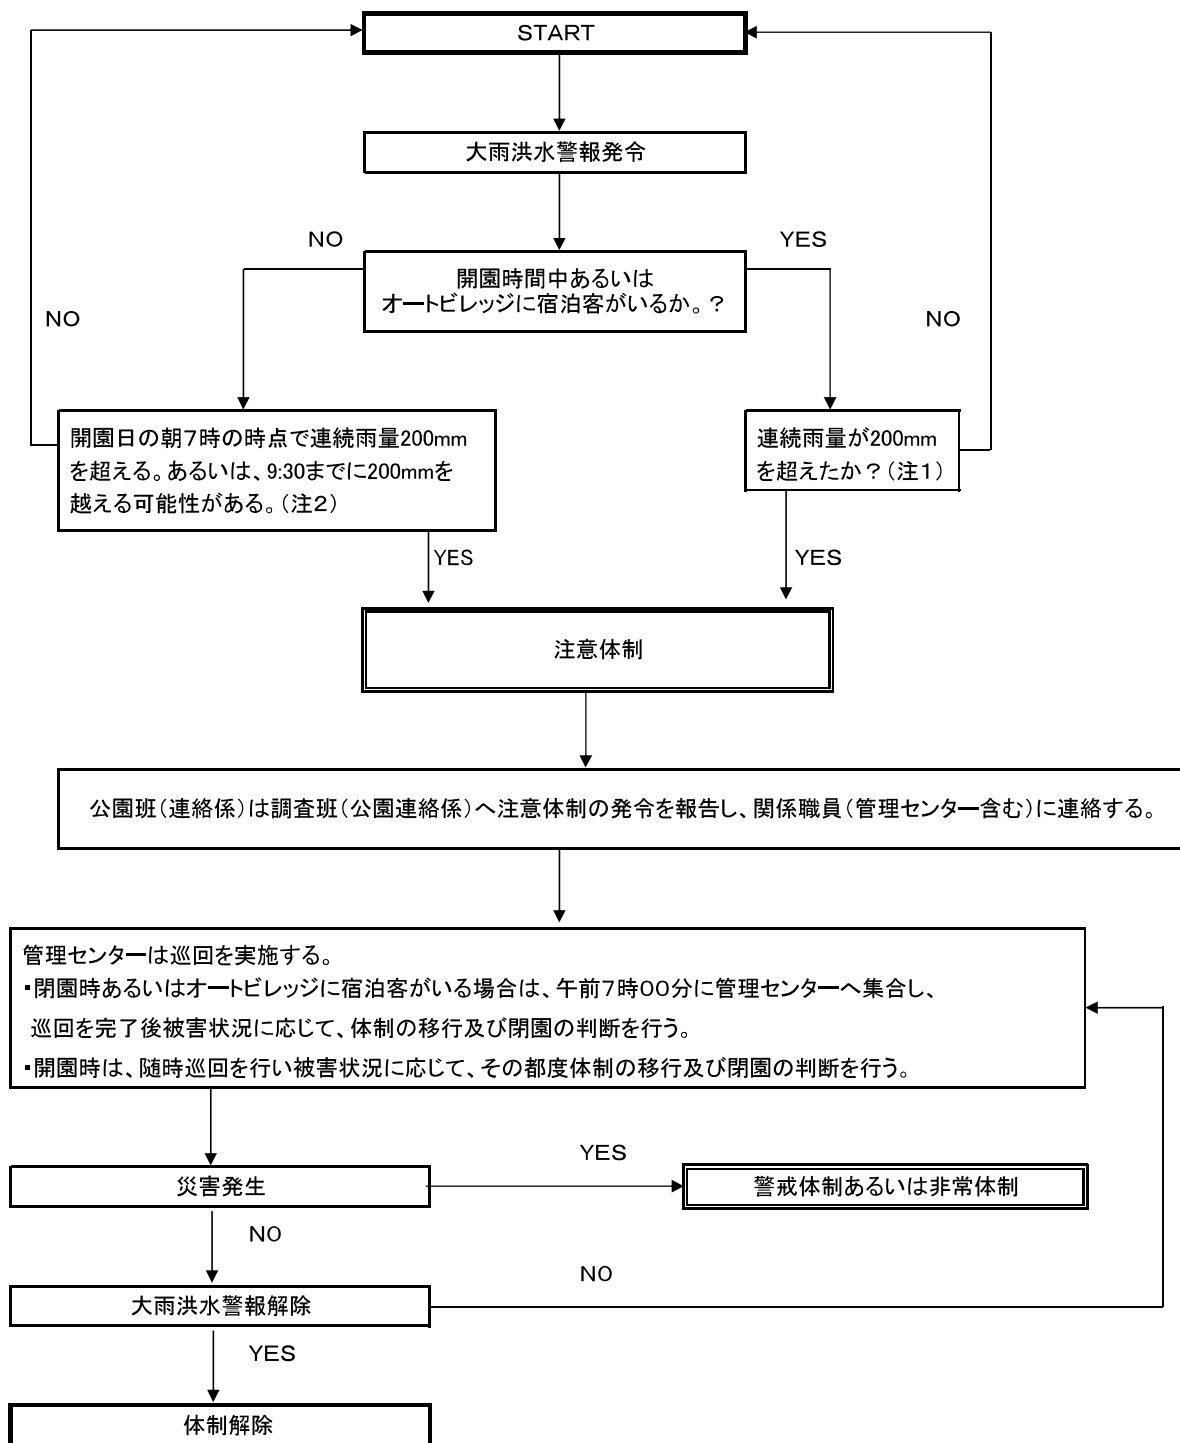 START
大雨洪水警報発令
NO
YES
開園時間中あるいは
オートビレッジに宿泊客がいるか。?
NO
NO
開園日の朝7時の時点で連続雨量200mm
を超える。あるいは、9:30までに200mmを
越える可能性がある。(注2)
連続雨量が200mm
を超えたか?(注1)
YES
YES
注意体制
公園班(連絡係)は調査班(公園連絡係)へ注意体制の発令を報告し、関係職員(管理センター含む)に連絡する。
管理センターは巡回を実施する。
・閉園時あるいはオートビレッジに宿泊客がいる場合は、午前7時00分に管理センターへ集合し、
巡回を完了後被害状況に応じて、体制の移行及び閉園の判断を行う。
・開園時は、随時巡回を行い被害状況に応じて、その都度体制の移行及び閉園の判断を行う。
YES
災害発生
警戒体制あるいは非常体制
NO
NO
大雨洪水警報解除
YES
体制解除